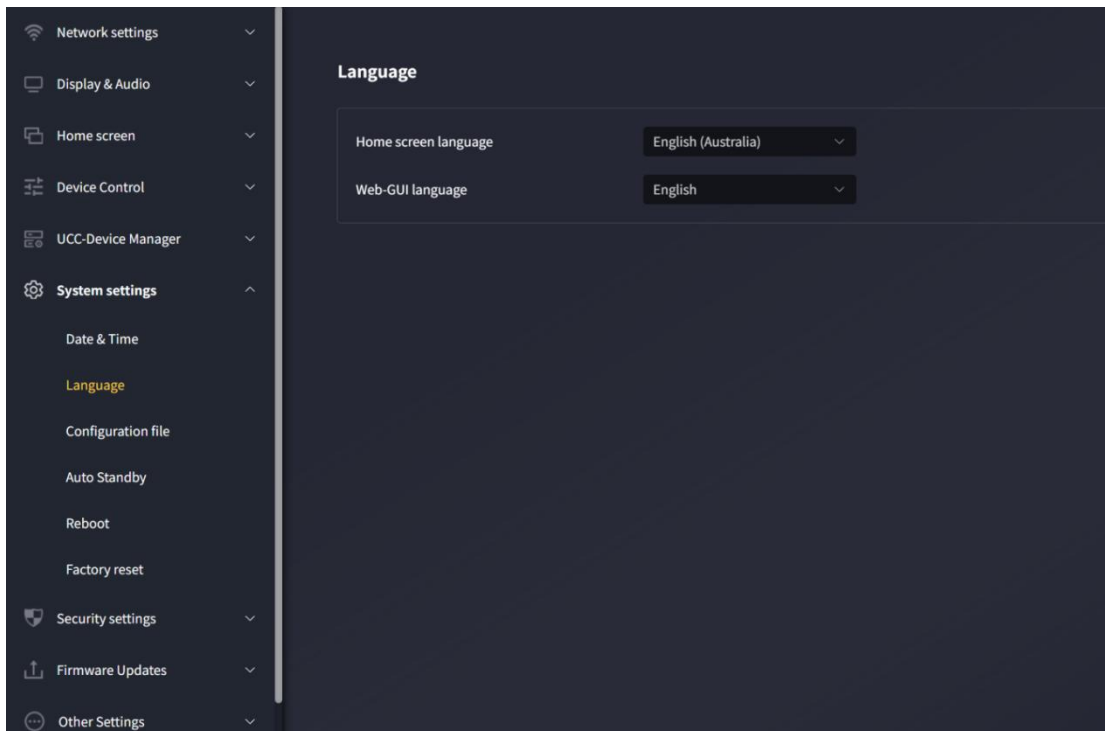 Network settings
Display & Audio
Home screen
Device Control
UCC-Device Manager
System settings
Date & Time
Language
Configuration file
Auto Standby
Reboot
Factory reset
Security settings
Firmware Updates
Other Settings
Language
Home screen language English (Australia)
Web-GUI language English